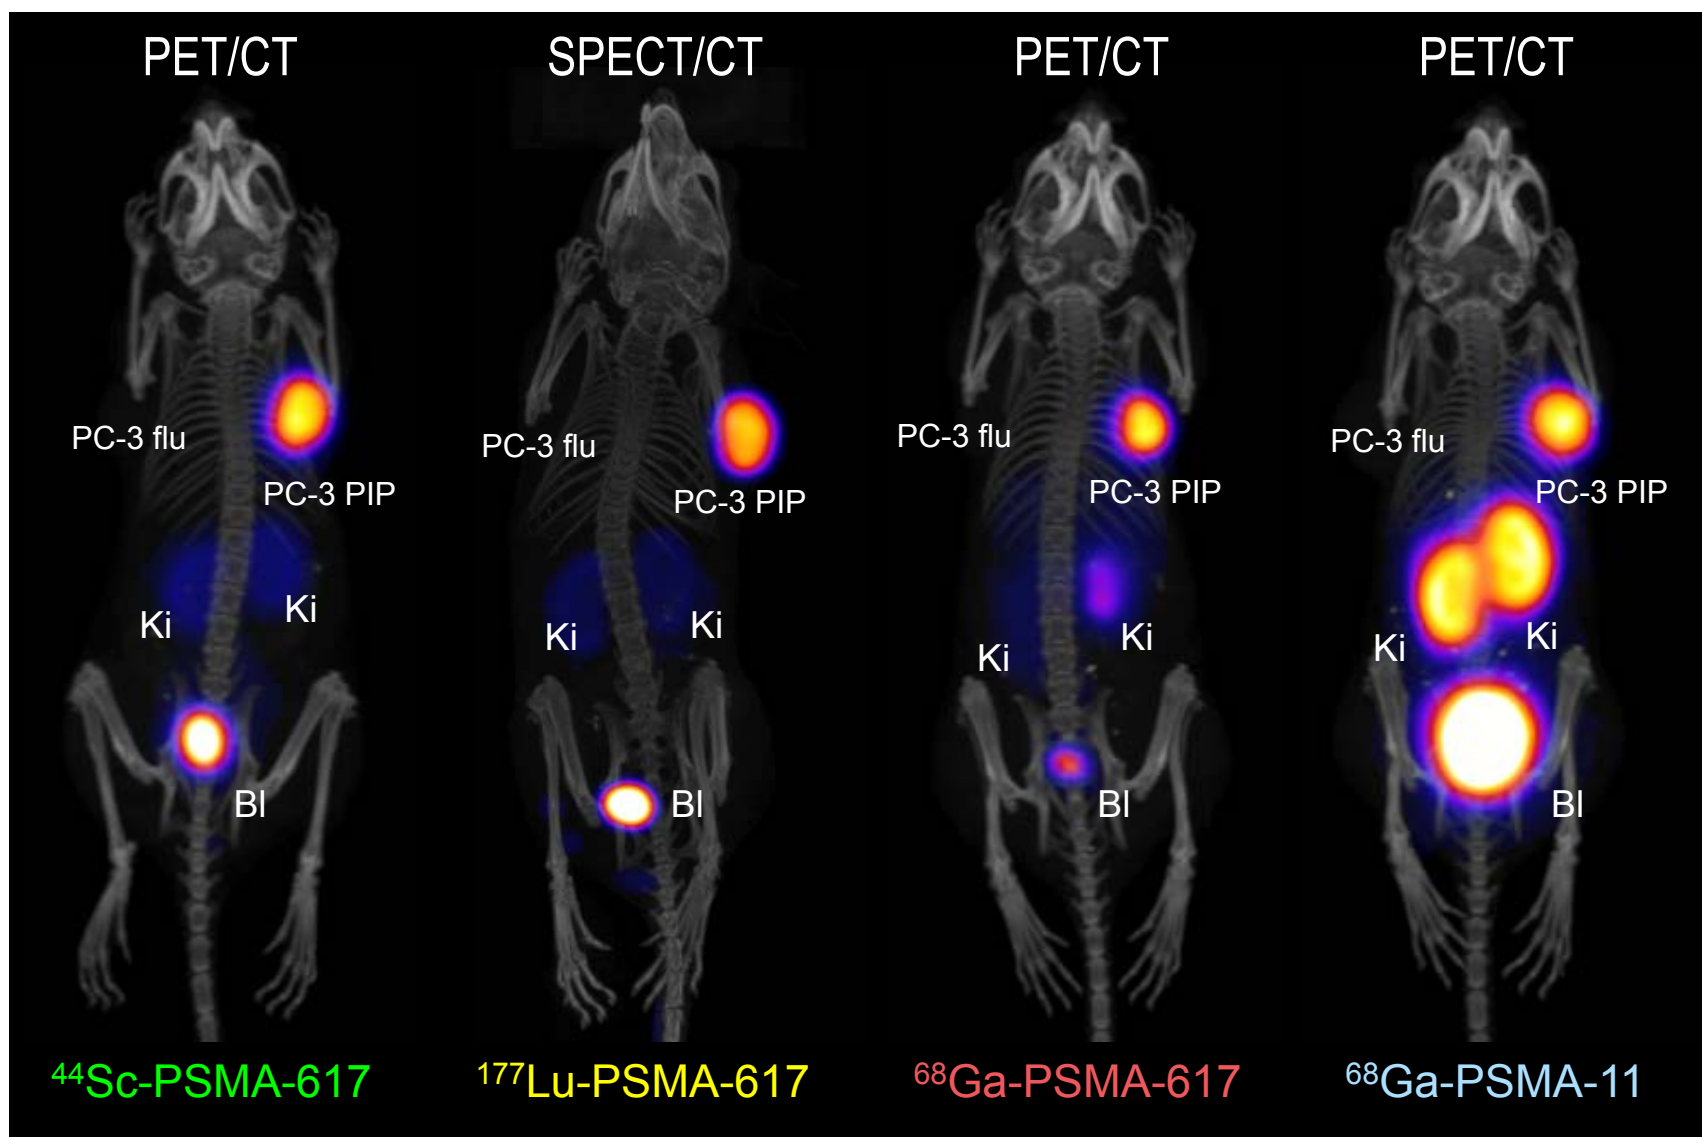 PET/CT
SPECT/CT
PET/CT
PET/CT
PC-3 flu
PC-3 PIP
Ki
Ki
Bl
PC-3 flu
PC-3 PIP
Ki
Ki
Bl
PC-3 flu
PC-3 PIP
Ki
Ki
Bl
PC-3 flu
PC-3 PIP
Ki
Ki
Bl
⁴⁴Sc-PSMA-617
¹⁷⁷Lu-PSMA-617
⁶⁸Ga-PSMA-617
⁶⁸Ga-PSMA-11